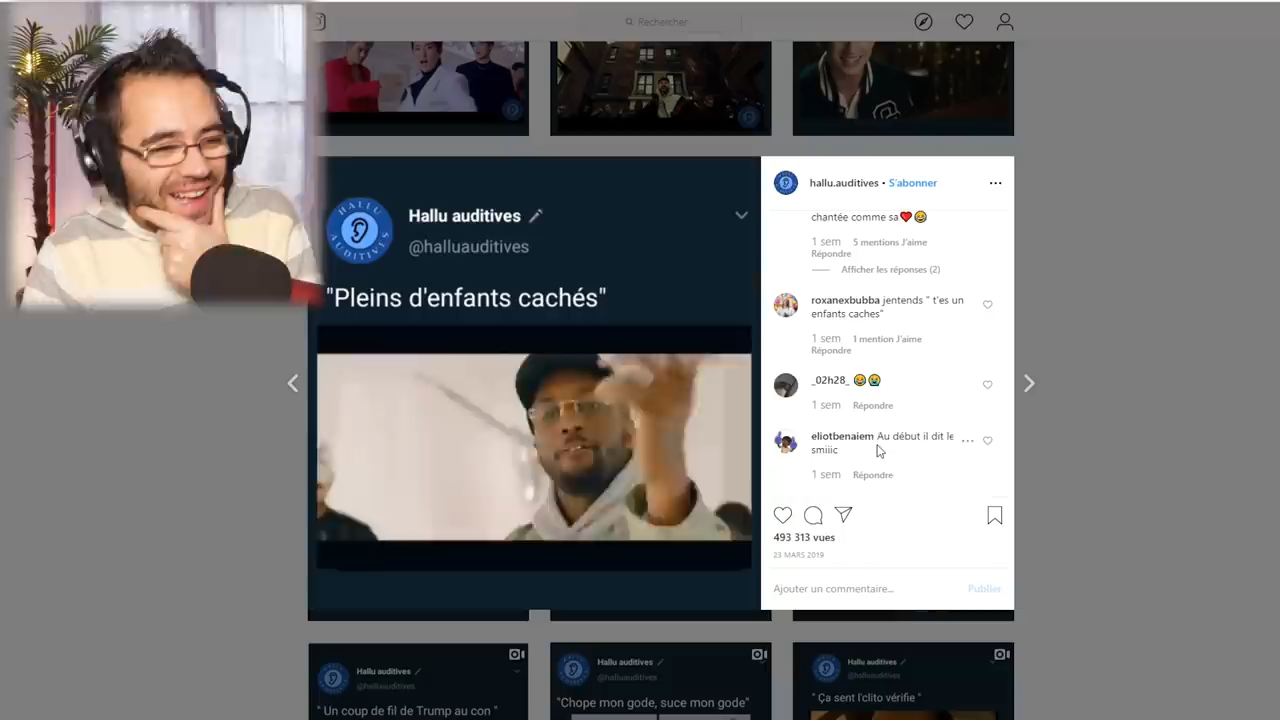 Rechercher
Hallu auditives
@halluauditives
"Pleins d'enfants cachés"
HALLU
AUDITIVES
hallu.auditives • S'abonner
chantée comme sa❤️😂
1 sem 5 mentions J'aime
Répondre
Afficher les réponses (2)
roxanexbubba jentends " t'es un
enfants caches"
1 sem 1 mention J'aime
Répondre
_02h28_ 😂😭
1 sem Répondre
eliotbenaiem Au début il dit le
smiiic
1 sem Répondre
493 313 vues
23 MARS 2019
Ajouter un commentaire...
Publier
Hallu auditives
@halluauditives
" Un coup de fil de Trump au con "
Hallu auditives
@halluauditives
"Chope mon gode, suce mon gode"
Hallu auditives
@halluauditives
" Ça sent l'clito vérifie "